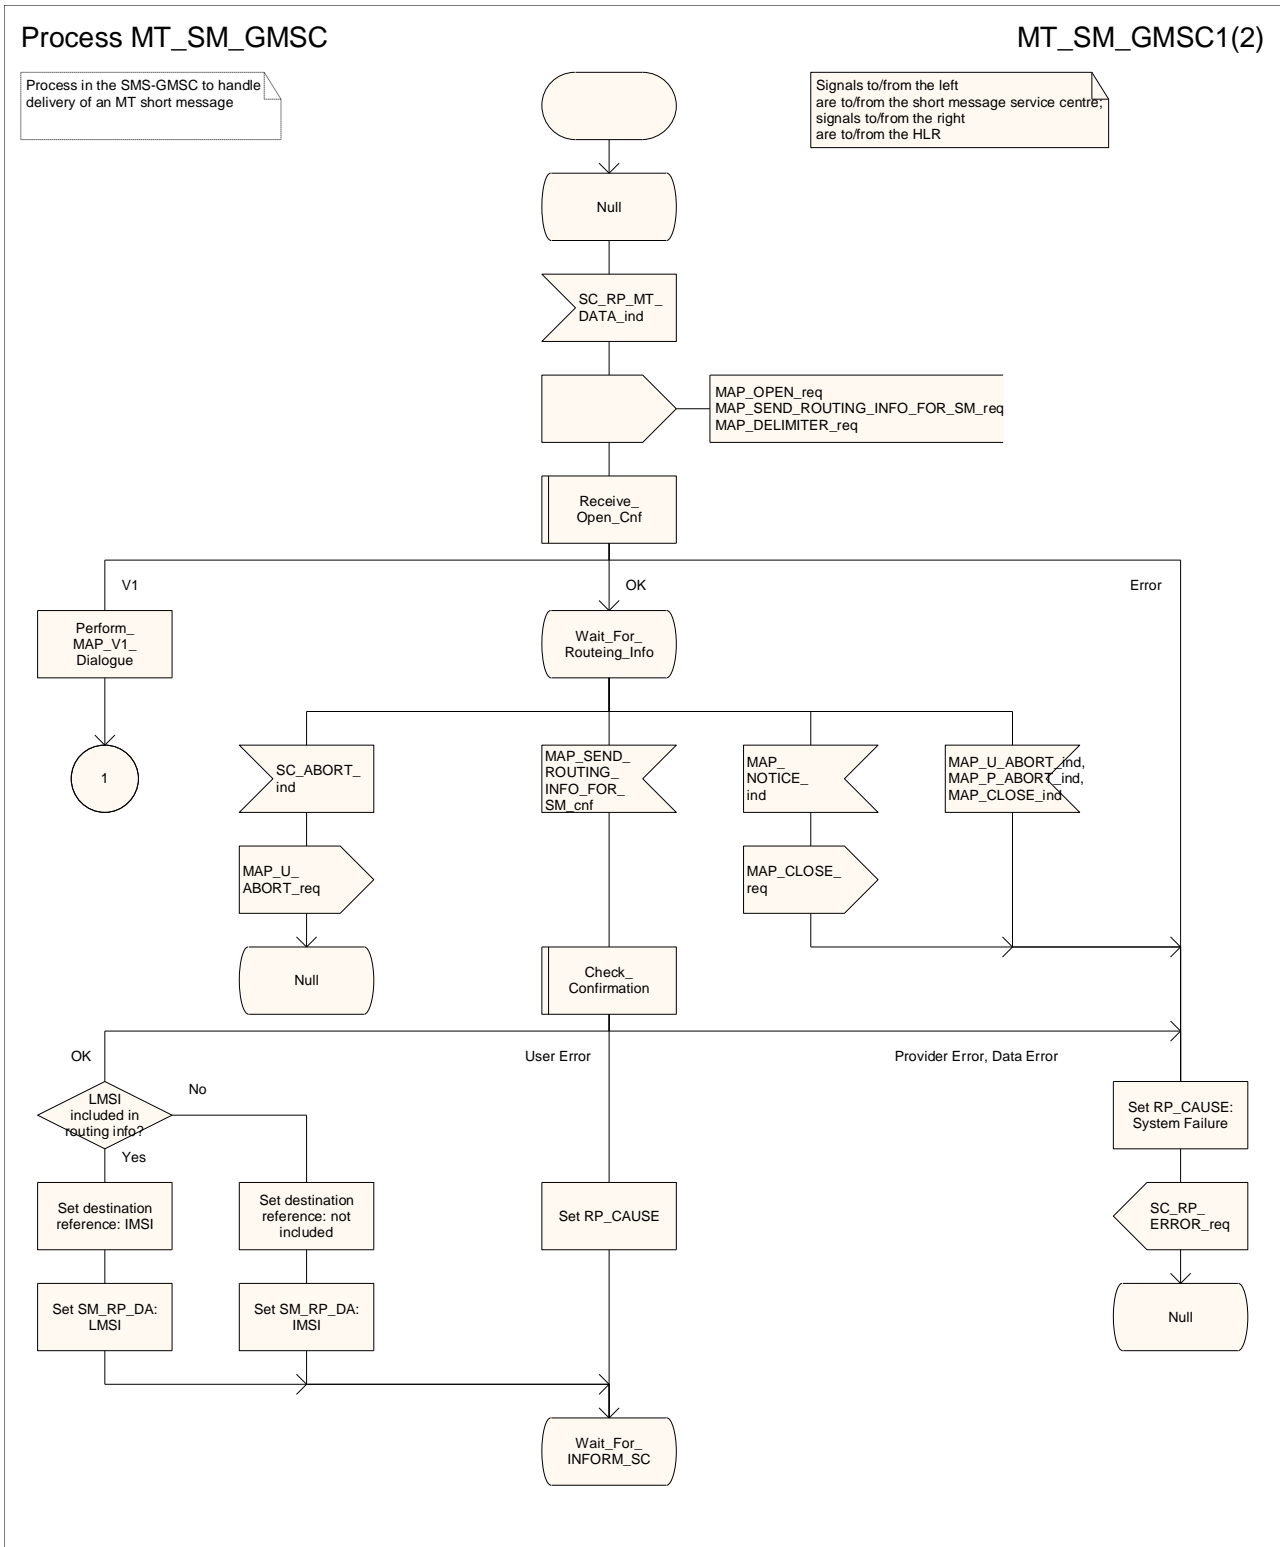 Process MT_SM_GMSC
MT_SM_GMSC1(2)
Process in the SMS-GMSC to handle
delivery of an MT short message
Signals to/from the left
are to/from the short message service centre;
signals to/from the right
are to/from the HLR
Null
SC_RP_MT_
DATA_ind
MAP_OPEN_req
MAP_SEND_ROUTING_INFO_FOR_SM_req
MAP_DELIMITER_req
Receive_
Open_Cnf
V1
OK
Error
Perform_
MAP_V1_
Dialogue
Wait_For_
Routeing_Info
1
SC_ABORT_
ind
MAP_SEND_
ROUTING_
INFO_FOR_
SM_cnf
MAP_
NOTICE_
ind
MAP_U_ABORT_ind,
MAP_P_ABORT_ind,
MAP_CLOSE_ind
MAP_U_
ABORT_req
MAP_CLOSE_
req
Null
Check_
Confirmation
OK
User Error
Provider Error, Data Error
LMSI
included in
routing info?
No
Yes
Set RP_CAUSE:
System Failure
Set destination
reference: IMSI
Set destination
reference: not
included
Set RP_CAUSE
SC_RP_
ERROR_req
Set SM_RP_DA:
LMSI
Set SM_RP_DA:
IMSI
Null
Wait_For_
INFORM_SC